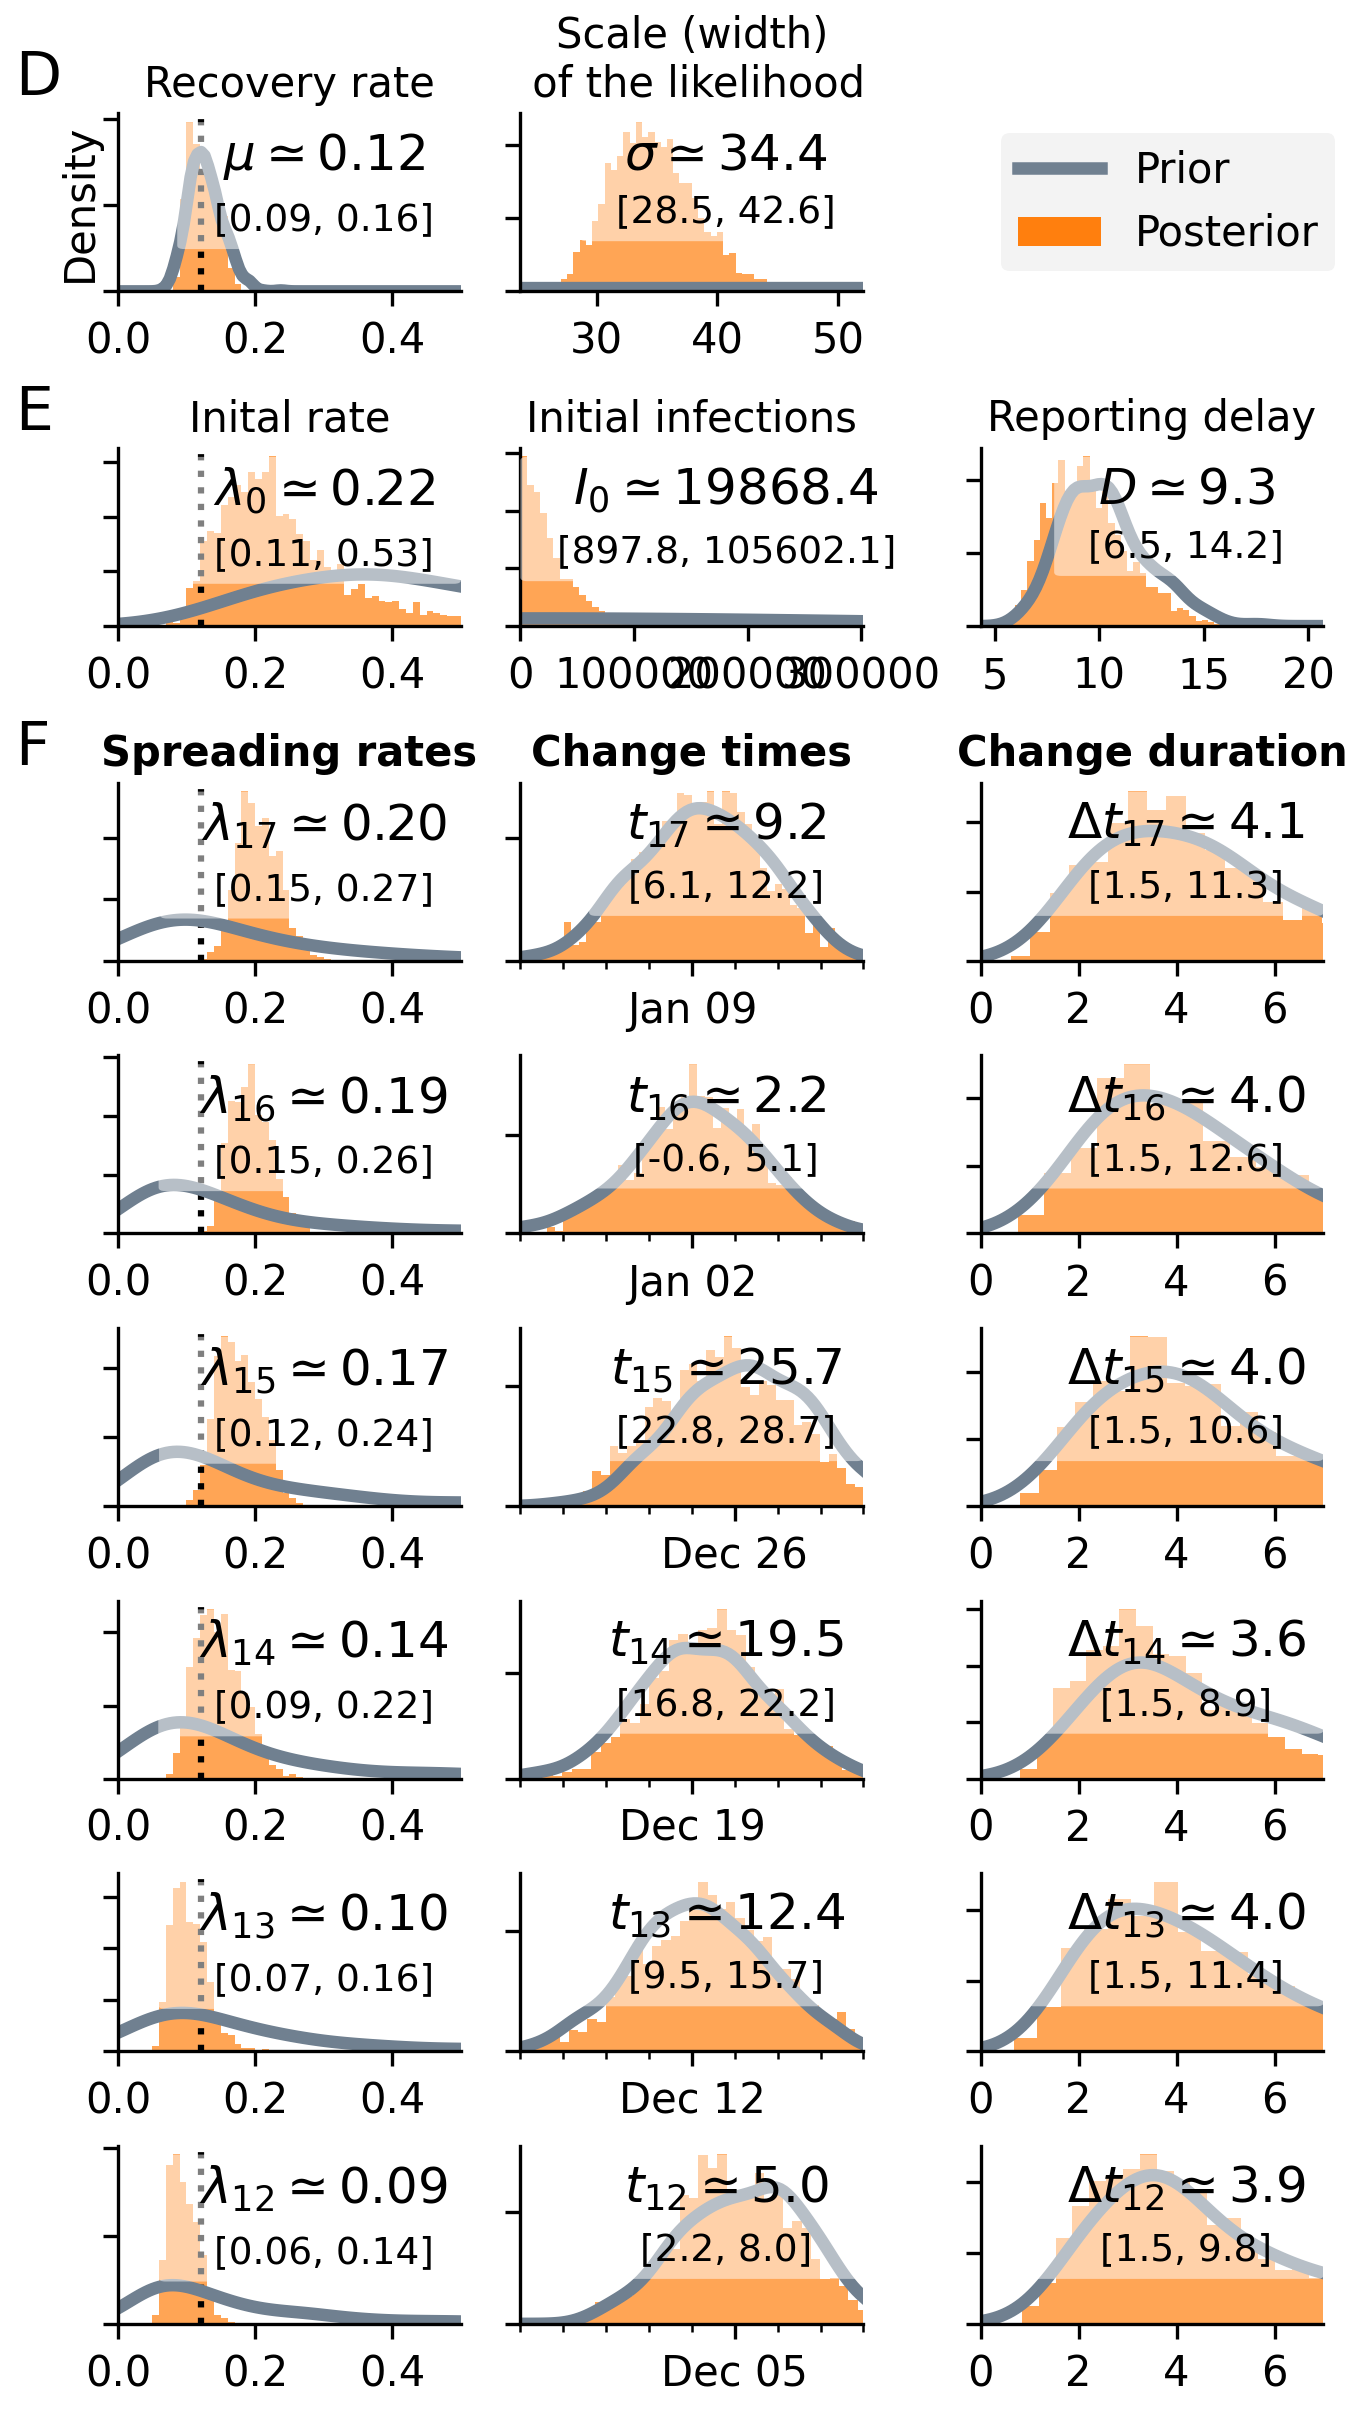 D
Recovery rate
Scale (width)
of the likelihood
Density
μ ≃ 0.12
[0.09, 0.16]
0.0 0.2 0.4
σ ≃ 34.4
[28.5, 42.6]
30 40 50
Prior
Posterior
E
Inital rate
λ0 ≃ 0.22
[0.11, 0.53]
0.0 0.2 0.4
Initial infections
I0 ≃ 19868.4
[897.8, 105602.1]
0 100000 200000 300000
Reporting delay
D ≃ 9.3
[6.5, 14.2]
5 10 15 20
F
Spreading rates Change times Change duration
λ17 ≃ 0.20
[0.15, 0.27]
0.0 0.2 0.4
t17 ≃ 9.2
[6.1, 12.2]
Jan 09
Δt17 ≃ 4.1
[1.5, 11.3]
0 2 4 6
λ16 ≃ 0.19
[0.15, 0.26]
0.0 0.2 0.4
t16 ≃ 2.2
[-0.6, 5.1]
Jan 02
Δt16 ≃ 4.0
[1.5, 12.6]
0 2 4 6
λ15 ≃ 0.17
[0.12, 0.24]
0.0 0.2 0.4
t15 ≃ 25.7
[22.8, 28.7]
Dec 26
Δt15 ≃ 4.0
[1.5, 10.6]
0 2 4 6
λ14 ≃ 0.14
[0.09, 0.22]
0.0 0.2 0.4
t14 ≃ 19.5
[16.8, 22.2]
Dec 19
Δt14 ≃ 3.6
[1.5, 8.9]
0 2 4 6
λ13 ≃ 0.10
[0.07, 0.16]
0.0 0.2 0.4
t13 ≃ 12.4
[9.5, 15.7]
Dec 12
Δt13 ≃ 4.0
[1.5, 11.4]
0 2 4 6
λ12 ≃ 0.09
[0.06, 0.14]
0.0 0.2 0.4
t12 ≃ 5.0
[2.2, 8.0]
Dec 05
Δt12 ≃ 3.9
[1.5, 9.8]
0 2 4 6